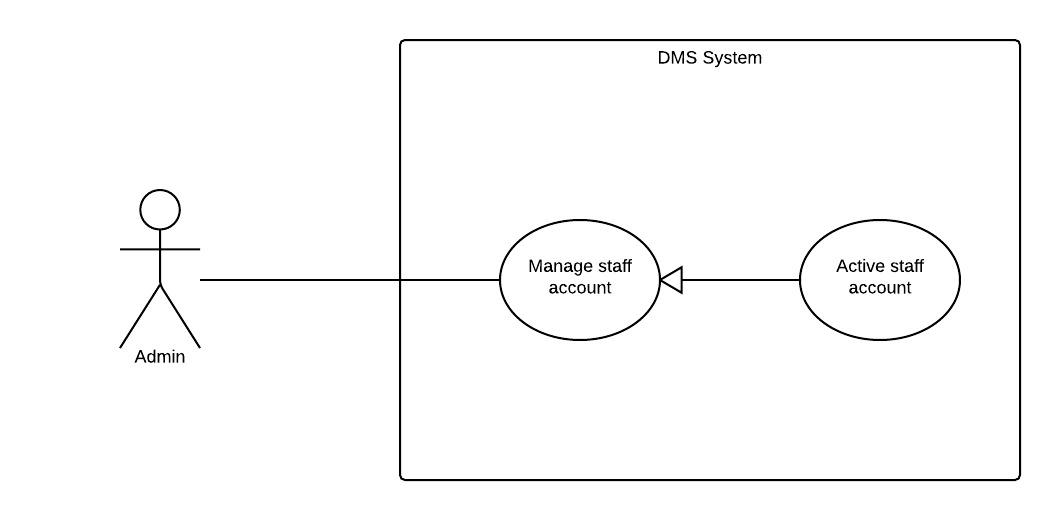 DMS System
Manage staff
account
Active staff
account
Admin